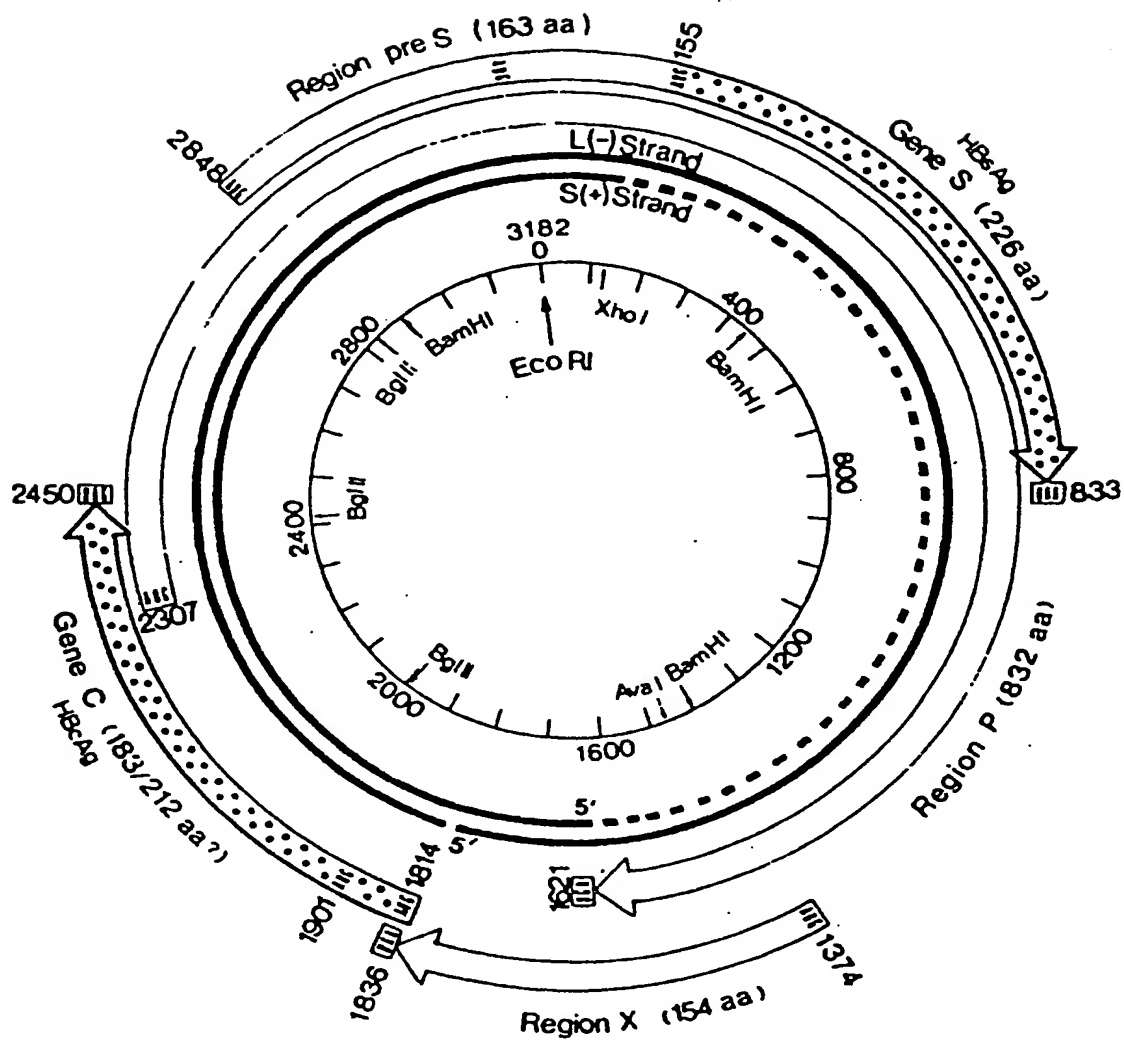 Region pre S (163 aa)
155
Gene S (226 aa)
HBsAg
2848
L(-)Strand
S(+)Strand
3182
0
XhoI
400
BamHI
EcoRI
BamHI
2800
BglII
800
833
2450
BglII
2400
2307
Gene C (183/212 aa?)
HBcAg
BglII
2000
AvaI
BamHI
1200
1600
Region P (832 aa)
5'
5'
1814
1901
1621
1836
1374
Region X (154 aa)